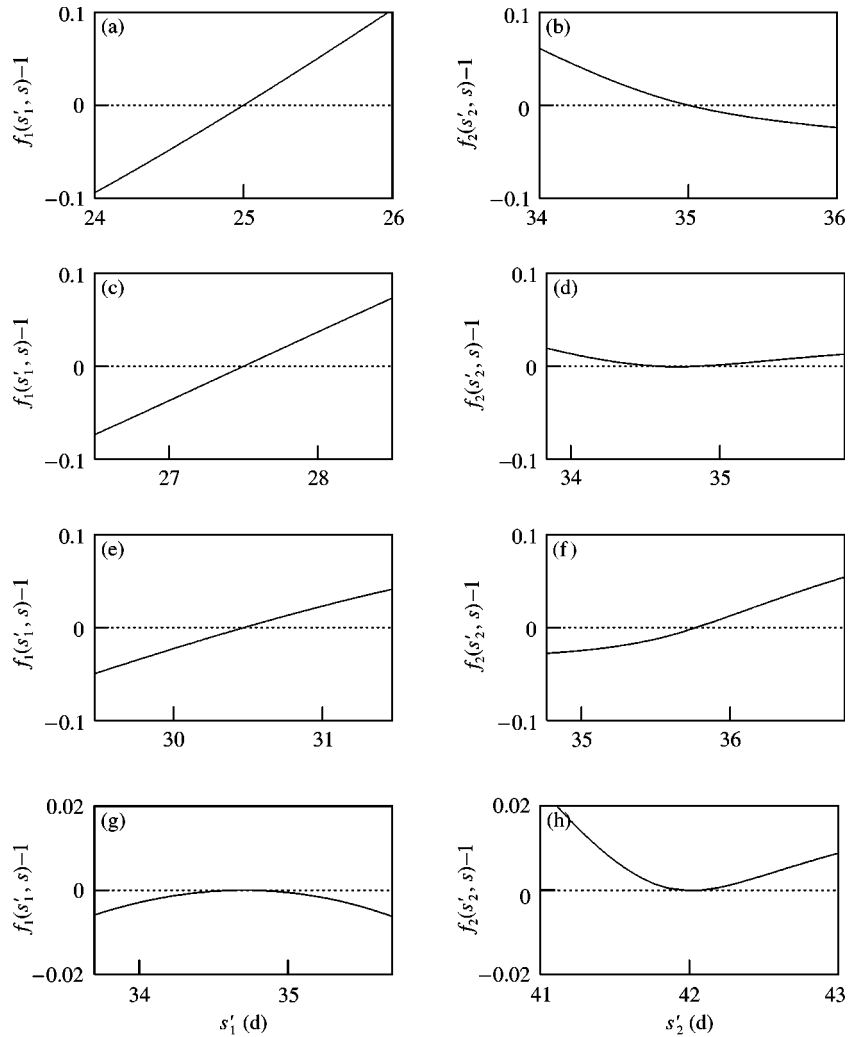 (a)
f₁(s′₁, s)−1
0.1
0
−0.1
24
25
26
(b)
f₂(s′₂, s)−1
0.1
0
−0.1
34
35
36
(c)
f₁(s′₁, s)−1
0.1
0
−0.1
27
28
(d)
f₂(s′₂, s)−1
0.1
0
−0.1
34
35
(e)
f₁(s′₁, s)−1
0.1
0
−0.1
30
31
(f)
f₂(s′₂, s)−1
0.1
0
−0.1
35
36
(g)
f₁(s′₁, s)−1
0.02
0
−0.02
34
35
s′₁ (d)
(h)
f₂(s′₂, s)−1
0.02
0
−0.02
41
42
43
s′₂ (d)